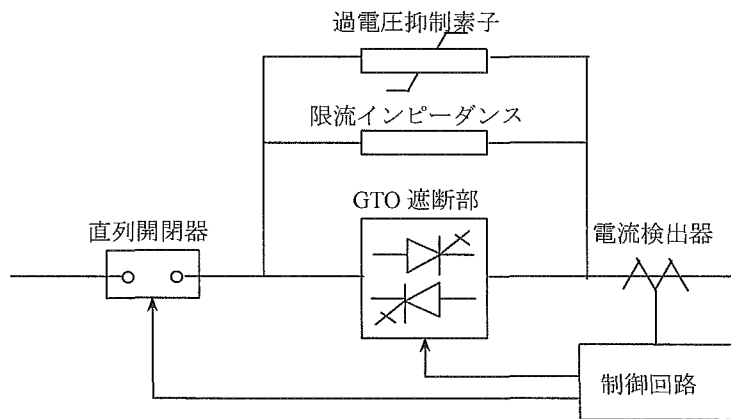 過電圧抑制素子
限流インピーダンス
GTO 遮断部
直列開閉器
電流検出器
制御回路